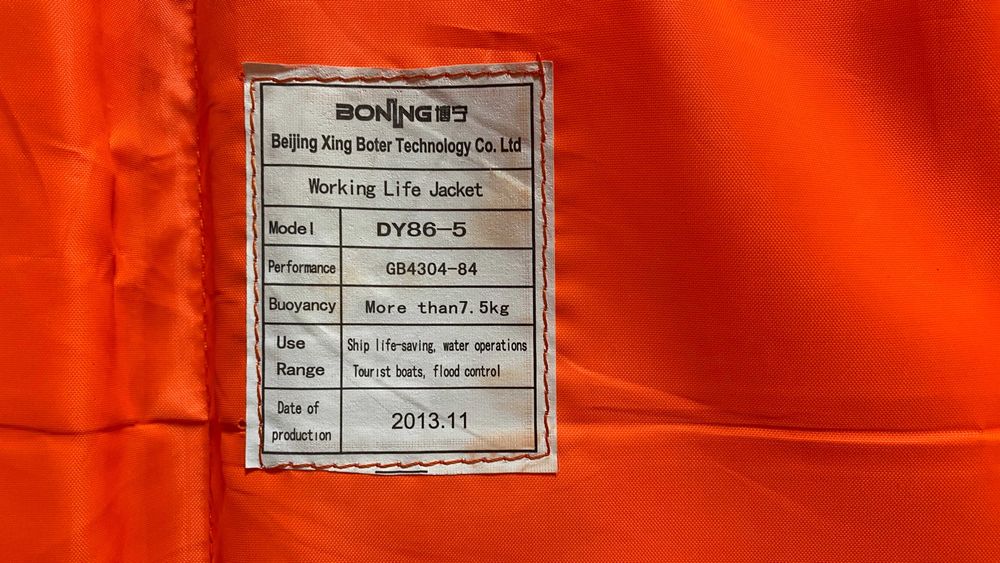 BONING博宁
Beijing Xing Boter Technology Co. Ltd
Working Life Jacket
Model DY86-5
Performance GB4304-84
Buoyancy More than7.5kg
Use Range Ship life-saving, water operations
Tourist boats, flood control
Date of production 2013.11